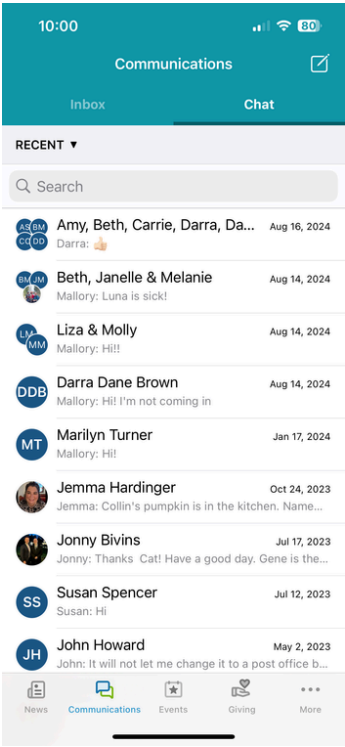 10:00
80
Communications
Inbox
Chat
RECENT ▼
Search
AS BM CC DD
Amy, Beth, Carrie, Darra, Da...
Aug 16, 2024
Darra: 👍🏻
BM JM
Beth, Janelle & Melanie
Aug 14, 2024
Mallory: Luna is sick!
LM MM
Liza & Molly
Aug 14, 2024
Mallory: Hi!!
DDB
Darra Dane Brown
Aug 14, 2024
Mallory: Hi! I'm not coming in
MT
Marilyn Turner
Jan 17, 2024
Mallory: Hi!
Jemma Hardinger
Oct 24, 2023
Jemma: Collin's pumpkin is in the kitchen. Name...
Jonny Bivins
Jul 17, 2023
Jonny: Thanks  Cat! Have a good day. Gene is the...
SS
Susan Spencer
Jul 12, 2023
Susan: Hi
JH
John Howard
May 2, 2023
John: It will not let me change it to a post office b...
News
Communications
Events
Giving
More